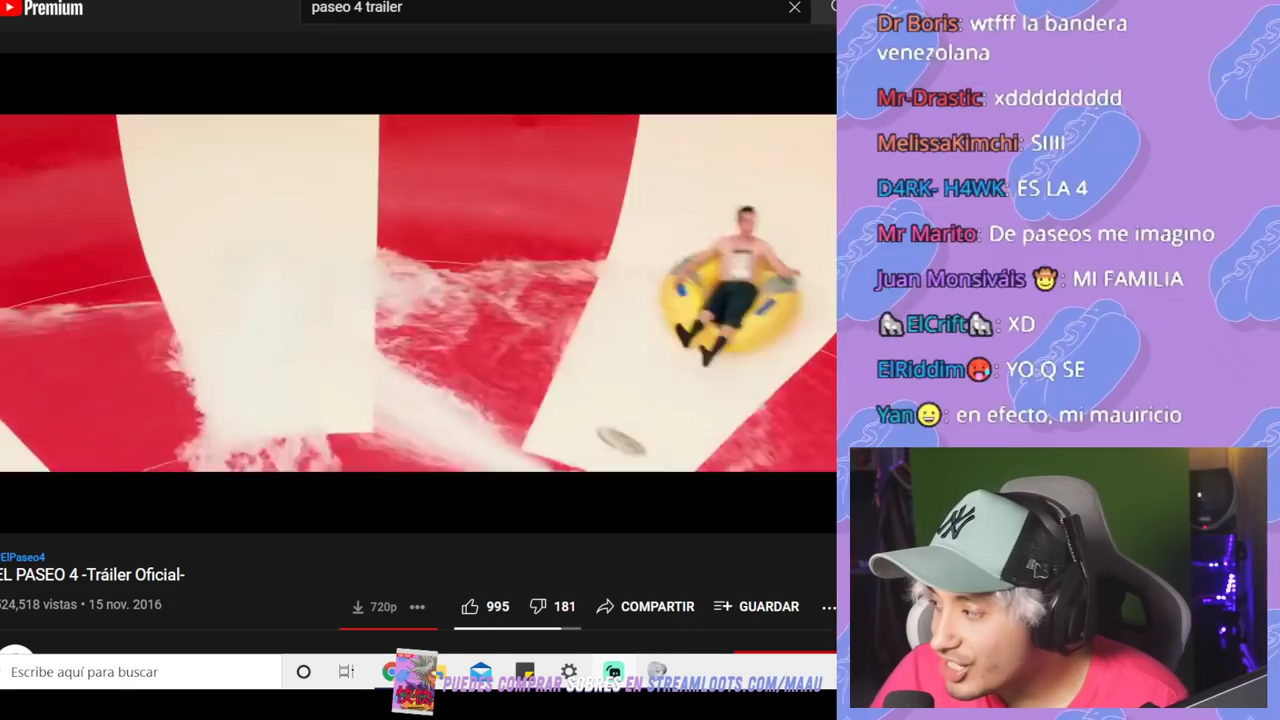 Premium
paseo 4 trailer
Dr Boris: wtfff la bandera
venezolana
Mr-Drastic: xddddddddd
MelissaKimchi: SIIII
D4RK- H4WK: ES LA 4
Mr Marito: De paseos me imagino
Juan Monsiváis 🤠: MI FAMILIA
ElCrift: XD
ElRiddim🥵: YO Q SE
Yan😀: en efecto, mi mauiricio
ElPaseo4
EL PASEO 4 -Tráiler Oficial-
524,518 vistas • 15 nov. 2016
720p
995
181
COMPARTIR
GUARDAR
Escribe aquí para buscar
PUEDES COMPRAR SOBRES EN STREAMLOOTS.COM/MAAU
NY